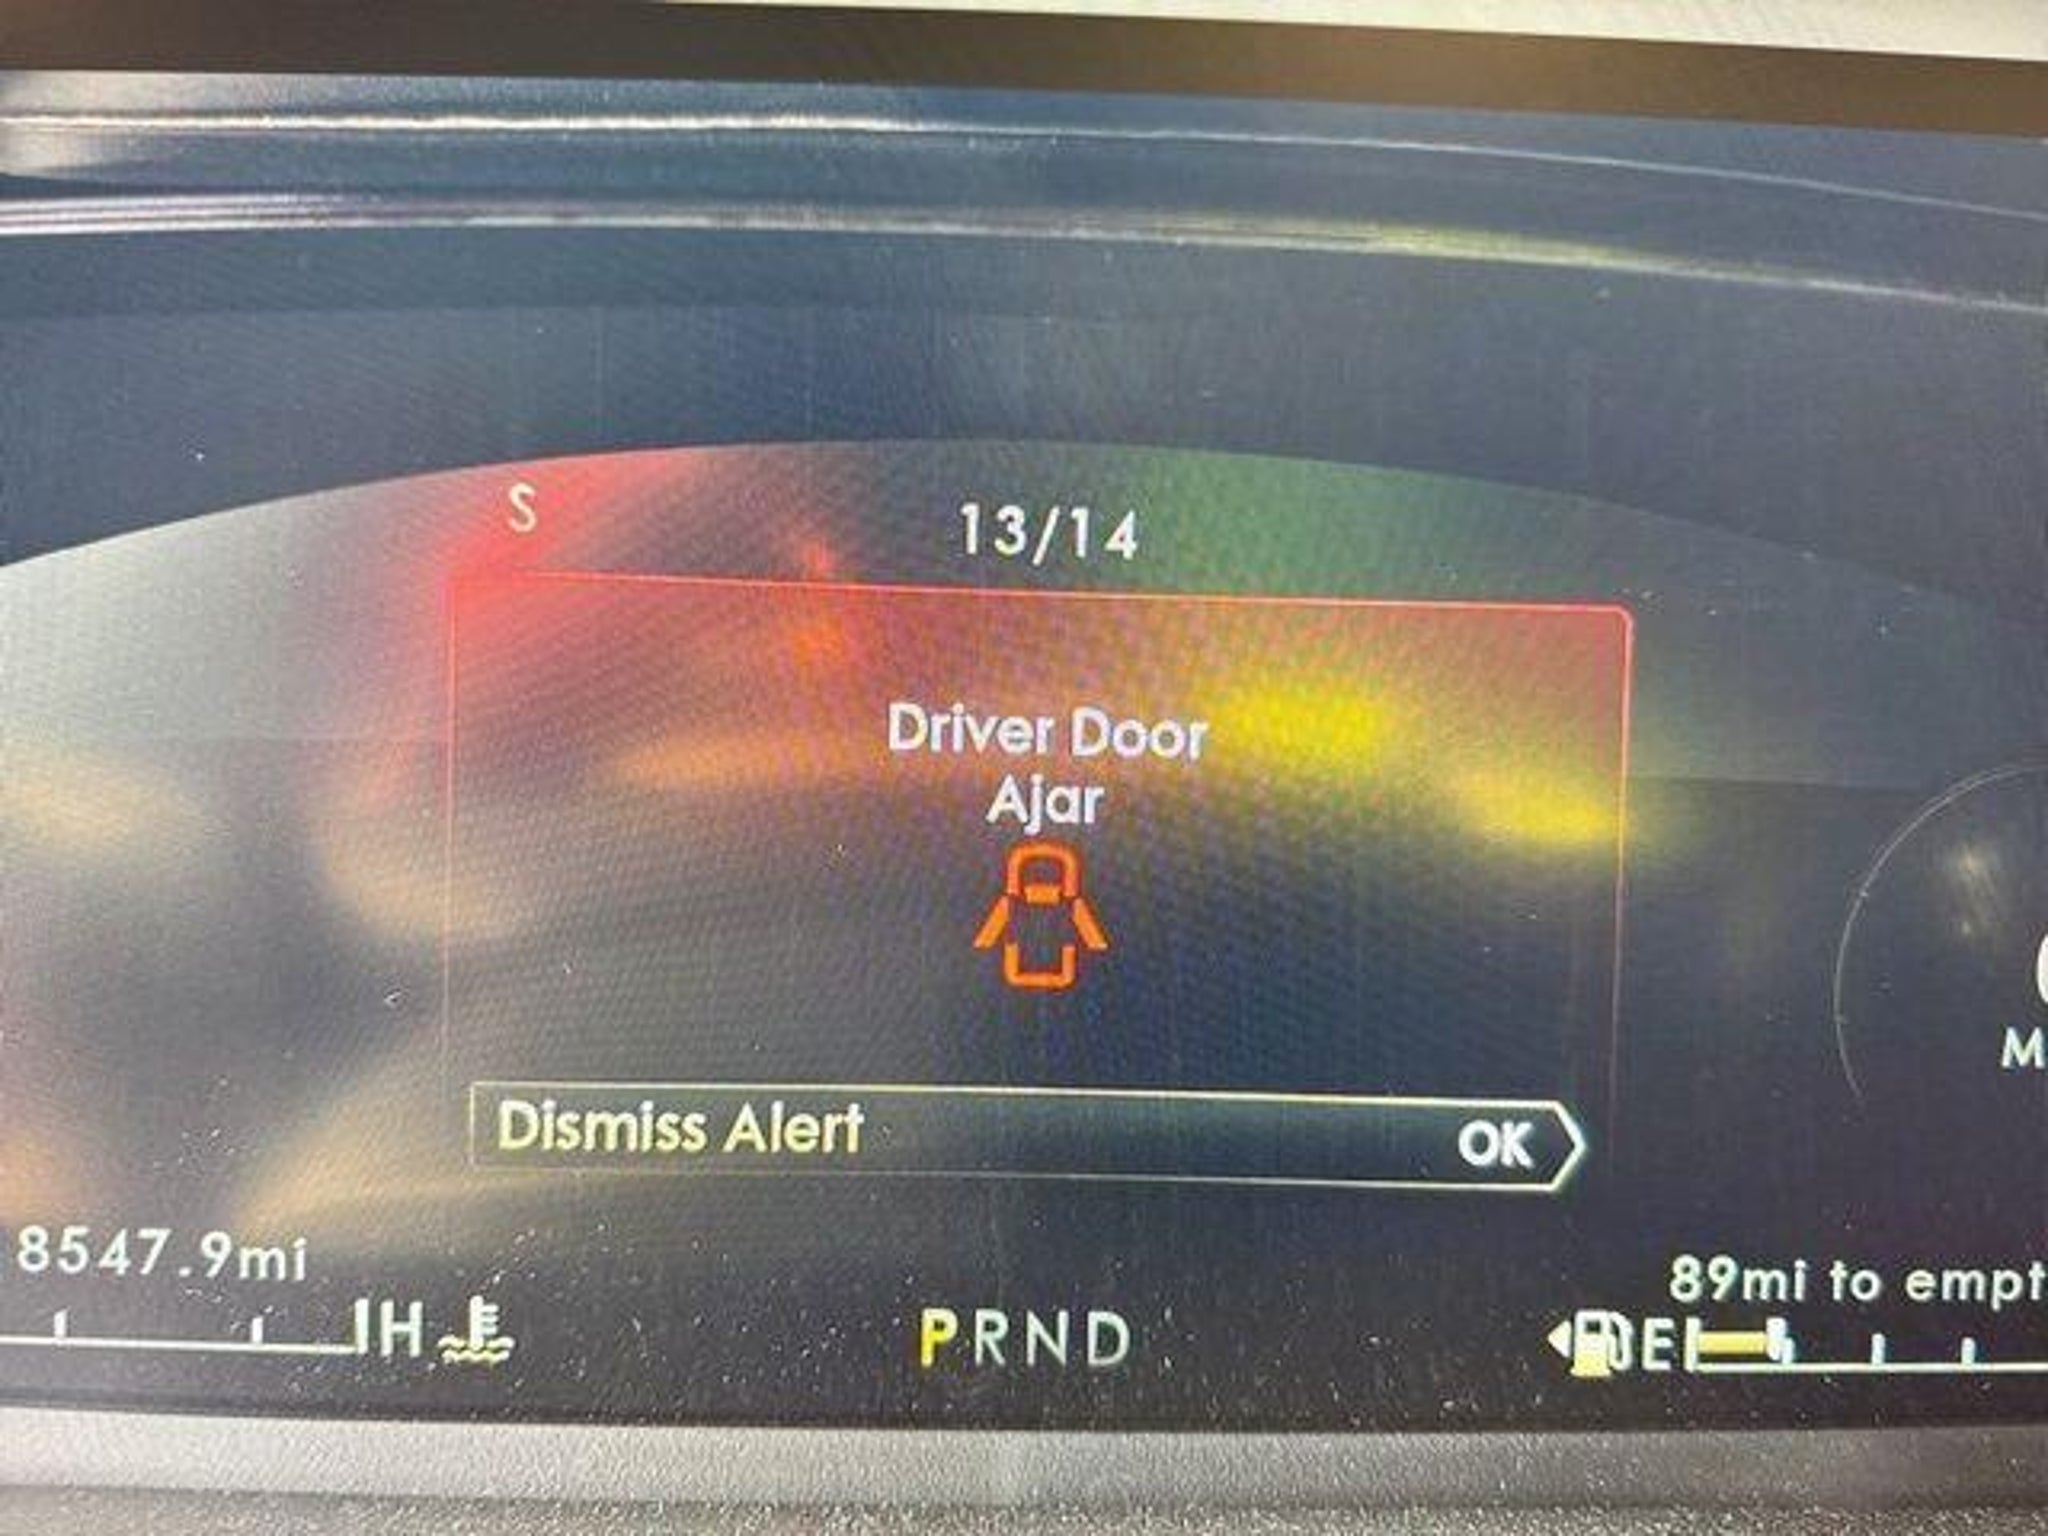 S
13/14
Driver Door
Ajar
Dismiss Alert
OK
8547.9mi
H
PRND
89mi to empt
E
M